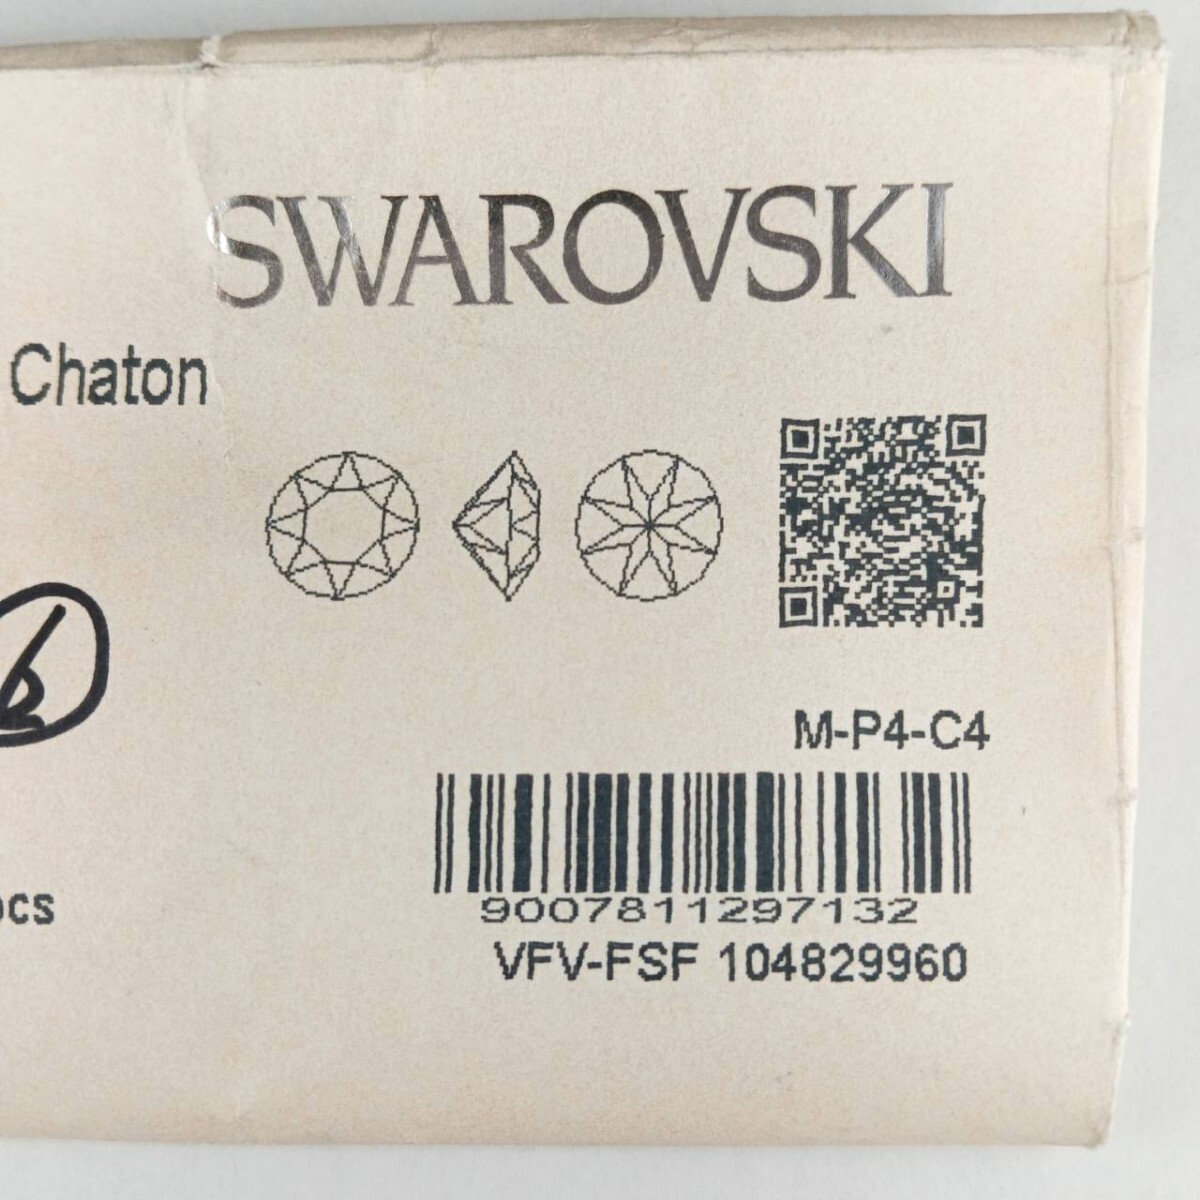 SWAROVSKI
Chaton
M-P4-C4
9007811297132
VFV-FSF 104829960